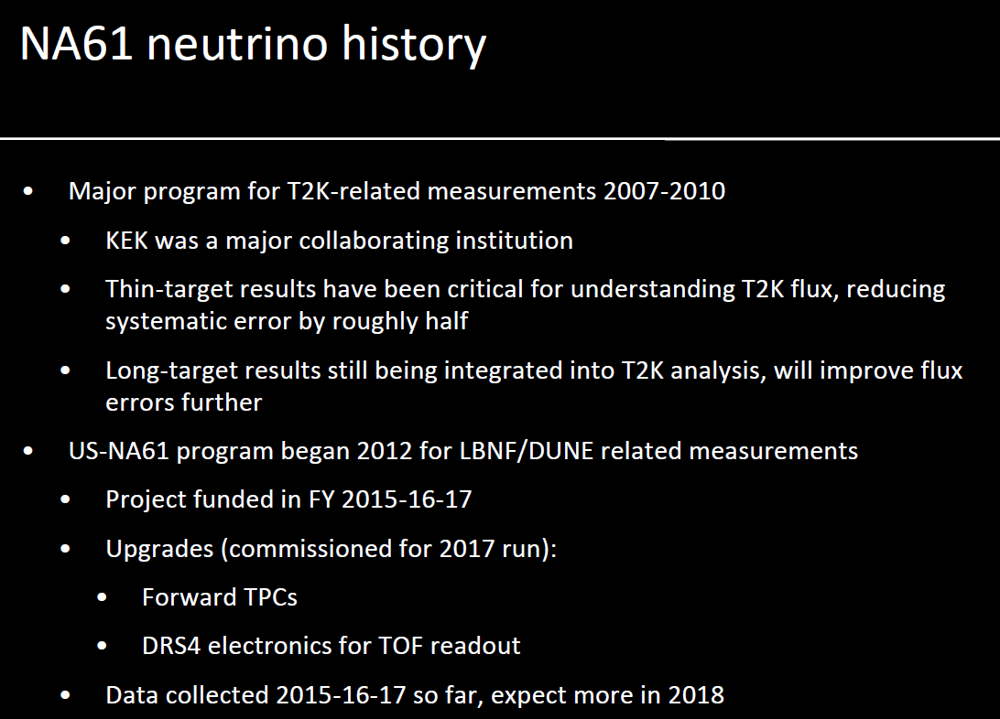 NA61 neutrino history
• Major program for T2K-related measurements 2007-2010
• KEK was a major collaborating institution
• Thin-target results have been critical for understanding T2K flux, reducing
systematic error by roughly half
• Long-target results still being integrated into T2K analysis, will improve flux
errors further
• US-NA61 program began 2012 for LBNF/DUNE related measurements
• Project funded in FY 2015-16-17
• Upgrades (commissioned for 2017 run):
• Forward TPCs
• DRS4 electronics for TOF readout
• Data collected 2015-16-17 so far, expect more in 2018